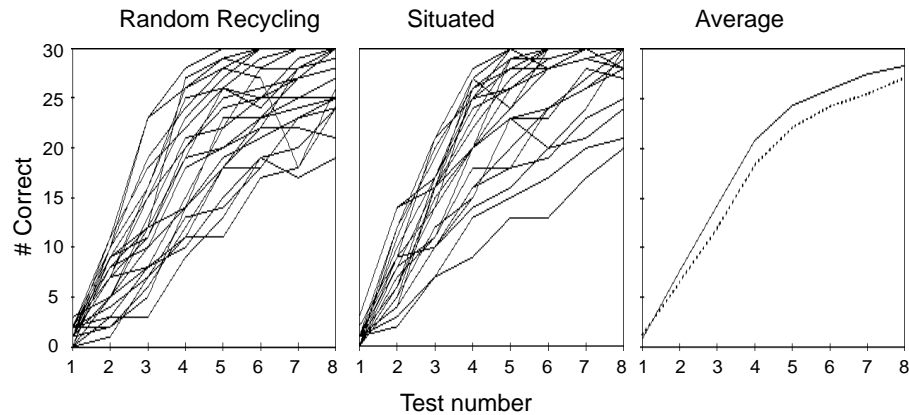 Random Recycling Situated Average
# Correct
30
25
20
15
10
5
0
1 2 3 4 5 6 7 8 1 2 3 4 5 6 7 8 1 2 3 4 5 6 7 8
Test number